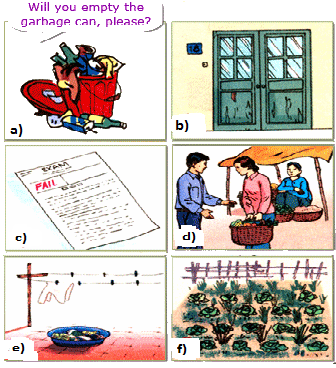 Will you empty the
garbage can, please?
a)
b)
EXAM
FAIL
c)
d)
e)
f)